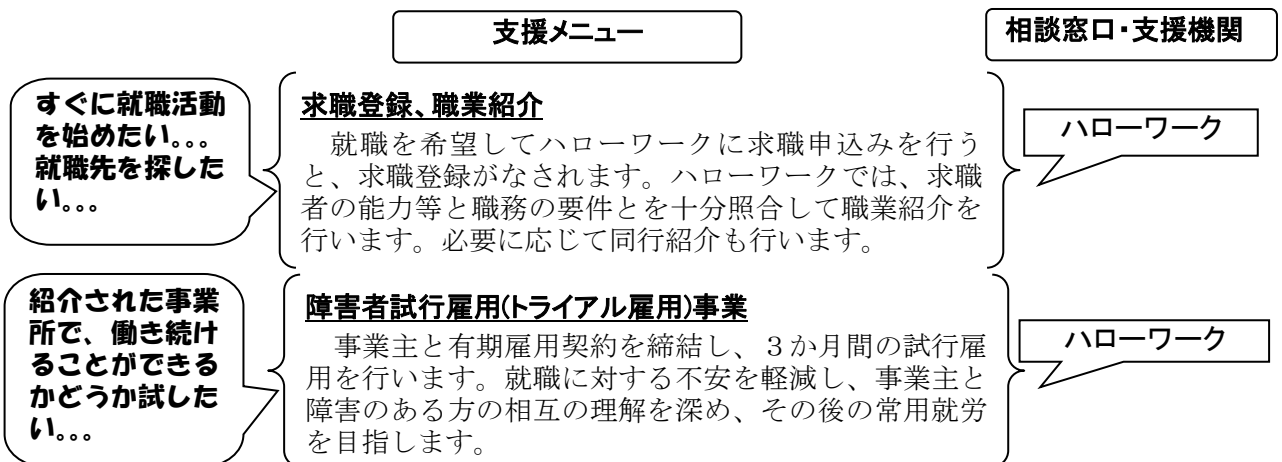 支援メニュー
相談窓口・支援機関
すぐに就職活動
を始めたい。。。
就職先を探した
い。。。
求職登録、職業紹介
就職を希望してハローワークに求職申込みを行う
と、求職登録がなされます。ハローワークでは、求職
者の能力等と職務の要件とを十分照合して職業紹介を
行います。必要に応じて同行紹介も行います。
ハローワーク
紹介された事業
所で、働き続け
ることができる
かどうか試した
い。。。
障害者試行雇用(トライアル雇用)事業
事業主と有期雇用契約を締結し、３か月間の試行雇
用を行います。就職に対する不安を軽減し、事業主と
障害のある方の相互の理解を深め、その後の常用就労
を目指します。
ハローワーク